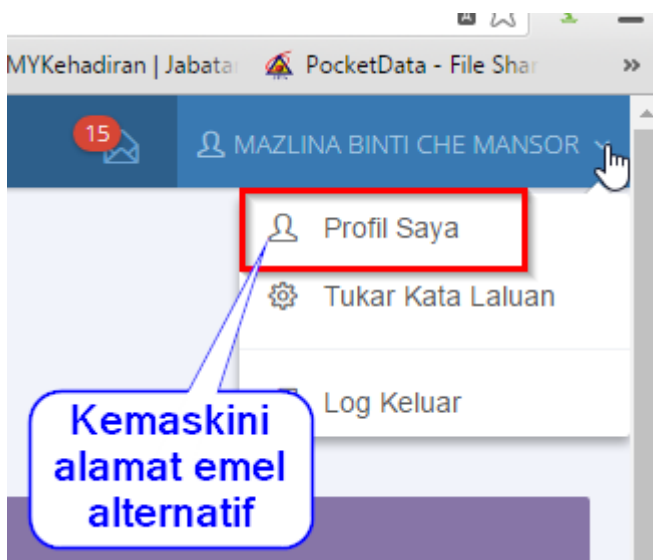 MYKehadiran | Jabata
PocketData - File Shar
»
15
MAZLINA BINTI CHE MANSOR
Profil Saya
Tukar Kata Laluan
Log Keluar
Kemaskini
alamat emel
alternatif